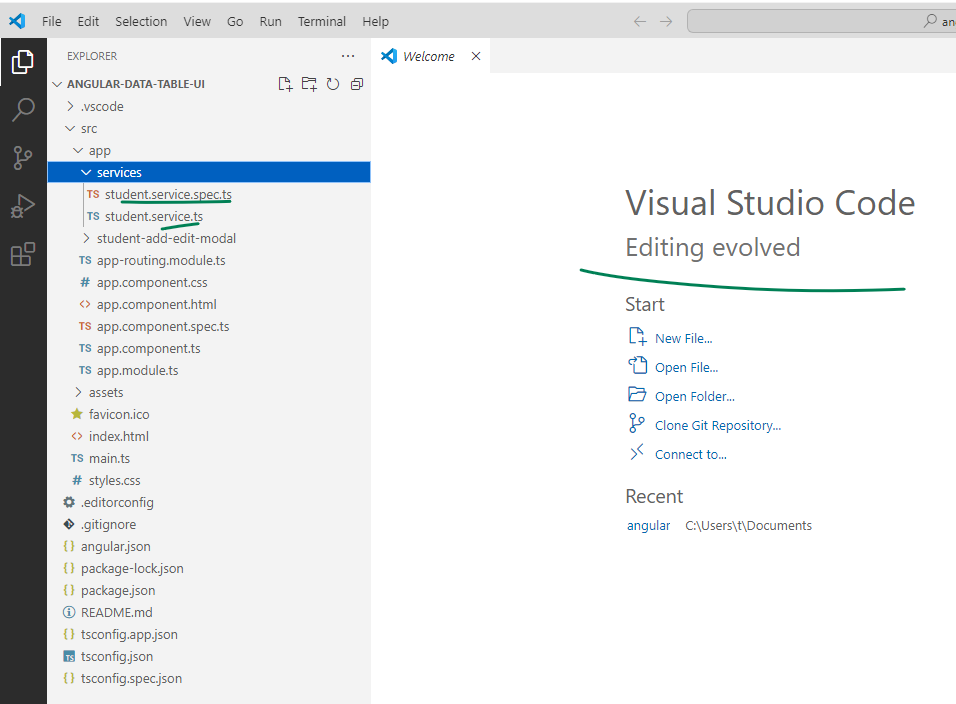 File Edit Selection View Go Run Terminal Help
an
EXPLORER
ANGULAR-DATA-TABLE-UI
.vscode
src
app
services
TS student.service.spec.ts
TS student.service.ts
student-add-edit-modal
TS app-routing.module.ts
# app.component.css
<> app.component.html
TS app.component.spec.ts
TS app.component.ts
TS app.module.ts
assets
favicon.ico
<> index.html
TS main.ts
# styles.css
.editorconfig
.gitignore
{} angular.json
{} package-lock.json
{} package.json
README.md
{} tsconfig.app.json
TS tsconfig.json
{} tsconfig.spec.json
Welcome
Visual Studio Code
Editing evolved
Start
New File...
Open File...
Open Folder...
Clone Git Repository...
Connect to...
Recent
angular C:\Users\t\Documents